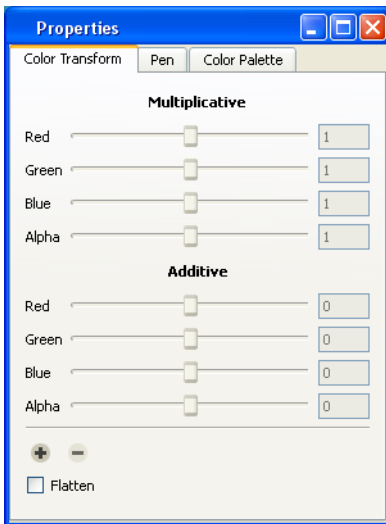 Properties
Color Transform Pen Color Palette
Multiplicative
Red 1
Green 1
Blue 1
Alpha 1
Additive
Red 0
Green 0
Blue 0
Alpha 0
Flatten